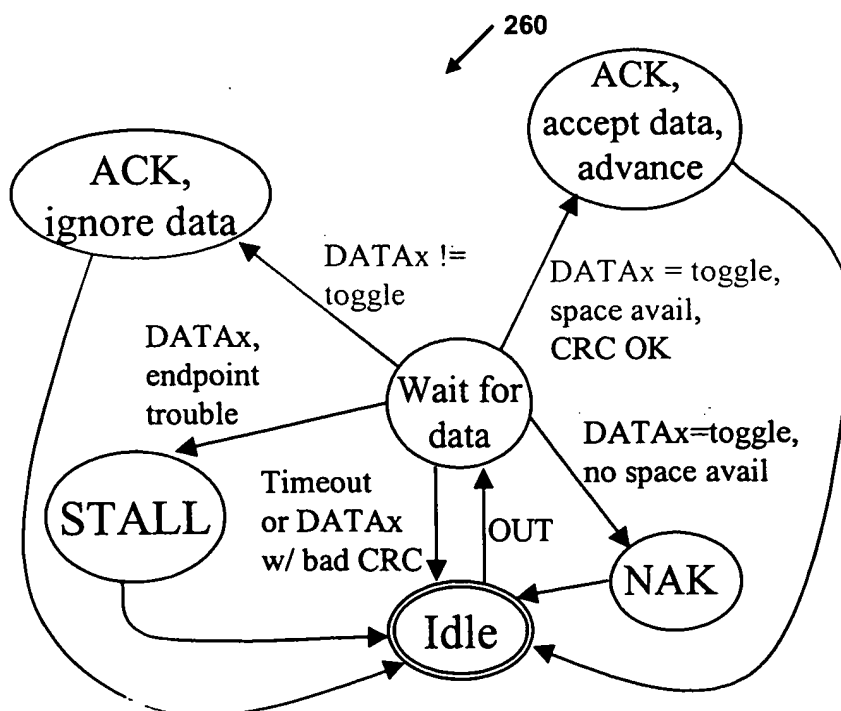 260
ACK,
accept data,
advance
ACK,
ignore data
DATAx !=
toggle
DATAx = toggle,
space avail,
CRC OK
DATAx,
endpoint
trouble
Wait for
data
DATAx=toggle,
no space avail
STALL
Timeout
or DATAx
w/ bad CRC
OUT
NAK
Idle